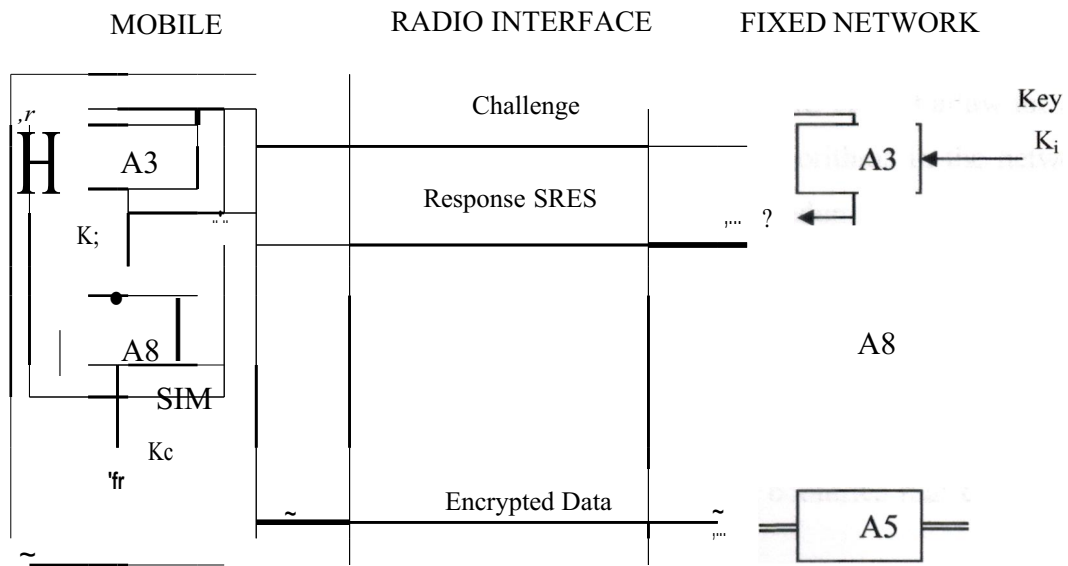 MOBILE RADIO INTERFACE FIXED NETWORK
Challenge Key
,r
H A3 A3 Ki
Response SRES
K; ?
A8 A8
SIM
Kc
'fr
Encrypted Data
~ ~
A5
~